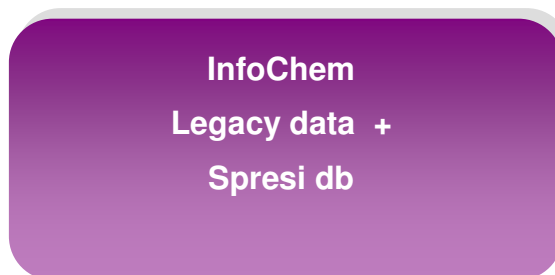 InfoChem
Legacy data +
Spresi db